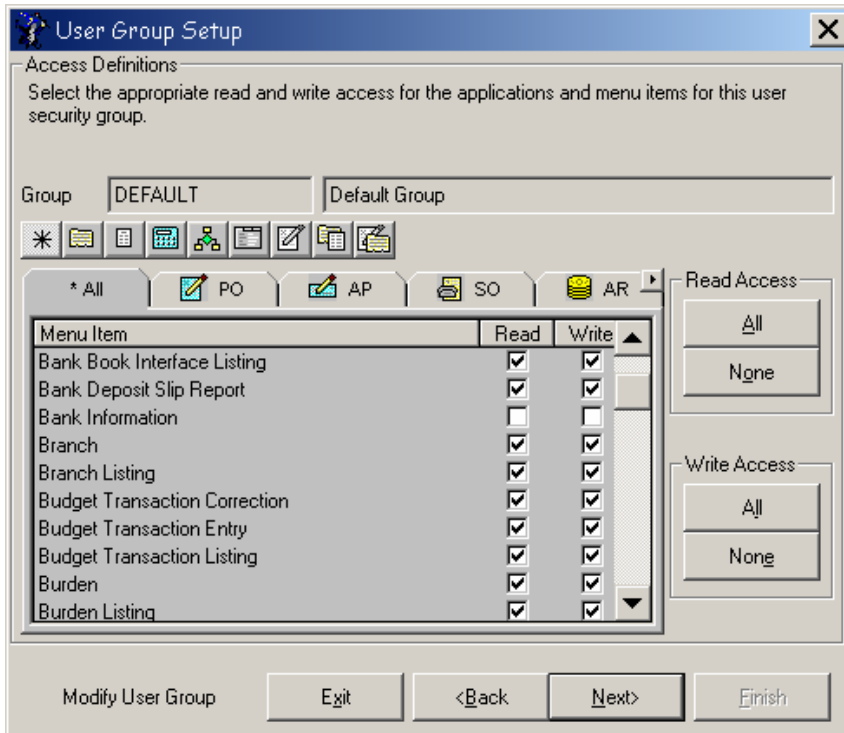 User Group Setup
Access Definitions
Select the appropriate read and write access for the applications and menu items for this user
security group.
Group DEFAULT Default Group
* All PO AP SO AR
Menu Item Read Write
Bank Book Interface Listing
Bank Deposit Slip Report
Bank Information
Branch
Branch Listing
Budget Transaction Correction
Budget Transaction Entry
Budget Transaction Listing
Burden
Burden Listing
Read Access
All
None
Write Access
All
None
Modify User Group Exit <Back Next> Finish